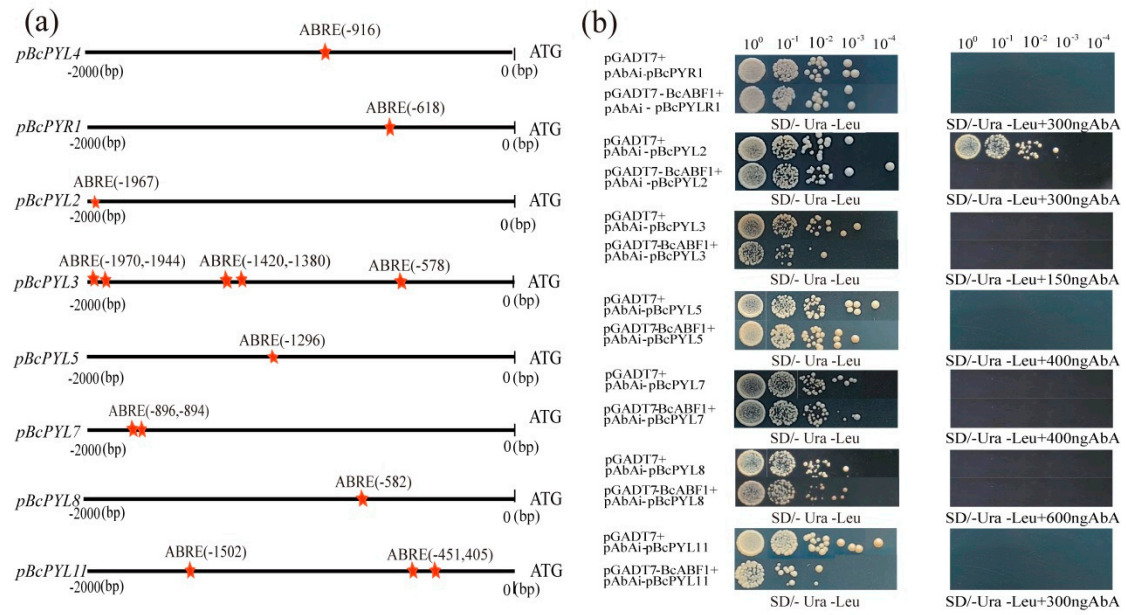 (a)
ABRE(-916)
pBcPYL4
ATG
-2000(bp)
0 (bp)
ABRE(-618)
pBcPYR1
ATG
-2000(bp)
0 (bp)
ABRE(-1967)
pBcPYL2
ATG
-2000(bp)
0(bp)
ABRE(-1970,-1944)
ABRE(-1420,-1380)
ABRE(-578)
pBcPYL3
ATG
-2000(bp)
0 (bp)
ABRE(-1296)
pBcPYL5
ATG
-2000(bp)
0 (bp)
ABRE(-896,-894)
pBcPYL7
ATG
-2000(bp)
0 (bp)
ABRE(-582)
pBcPYL8
ATG
-2000(bp)
0 (bp)
ABRE(-1502)
ABRE(-451,405)
pBcPYL11
ATG
-2000(bp)
0 (bp)
(b)
10⁰ 10⁻¹ 10⁻² 10⁻³ 10⁻⁴
10⁰ 10⁻¹ 10⁻² 10⁻³ 10⁻⁴
pGADT7+
pAbAi-pBcPYR1
pGADT7-BcABF1+
pAbAi - pBcPYLR1
SD/- Ura -Leu
SD/-Ura -Leu+300ngAbA
pGADT7+
pAbAi-pBcPYL2
pGADT7-BcABF1+
pAbAi -pBcPYL2
SD/- Ura -Leu
SD/-Ura -Leu+300ngAbA
pGADT7+
pAbAi-pBcPYL3
pGADT7-BcABF1+
pAbAi-pBcPYL3
SD/- Ura -Leu
SD/-Ura -Leu+150ngAbA
pGADT7+
pAbAi-pBcPYL5
pGADT7-BcABF1+
pAbAi-pBcPYL5
SD/- Ura -Leu
SD/-Ura -Leu+400ngAbA
pGADT7+
pAbAi-pBcPYL7
pGADT7-BcABF1+
pAbAi-pBcPYL7
SD/- Ura -Leu
SD/-Ura -Leu+400ngAbA
pGADT7+
pAbAi-pBcPYL8
pGADT7-BcABF1+
pAbAi-pBcPYL8
SD/- Ura -Leu
SD/-Ura -Leu+600ngAbA
pGADT7+
pAbAi-pBcPYL11
pGADT7-BcABF1+
pAbAi-pBcPYL11
SD/- Ura -Leu
SD/-Ura -Leu+300ngAbA